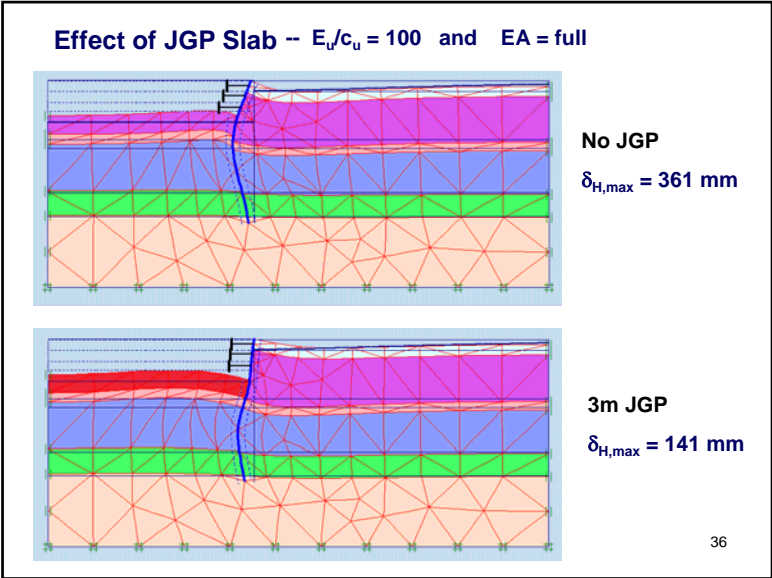 Effect of JGP Slab -- Eᵤ/cᵤ = 100 and EA = full
No JGP
δH,max = 361 mm
3m JGP
δH,max = 141 mm
36